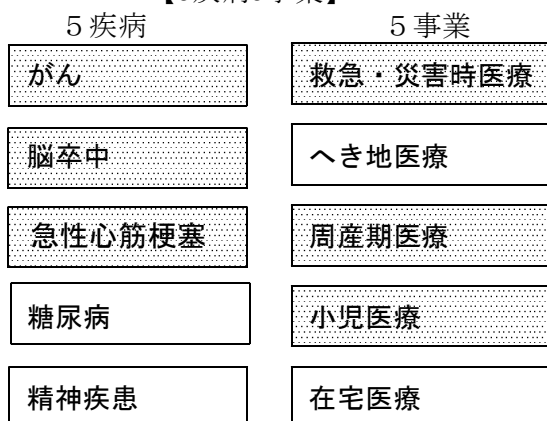 5疾病
5事業
がん
救急・災害時医療
脳卒中
へき地医療
急性心筋梗塞
周産期医療
糖尿病
小児医療
精神疾患
在宅医療